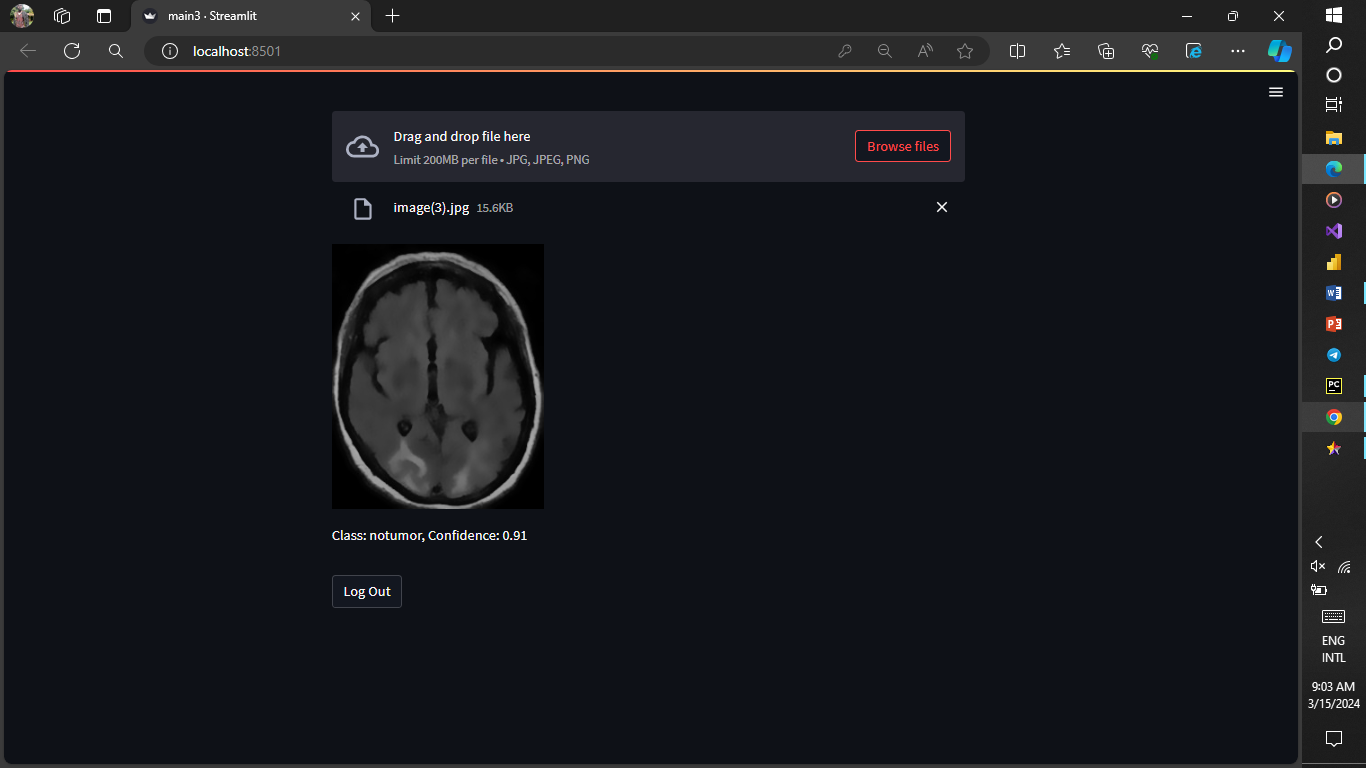 main3 · Streamlit
localhost:8501
Drag and drop file here
Limit 200MB per file • JPG, JPEG, PNG
Browse files
image(3).jpg 15.6KB
Class: notumor, Confidence: 0.91
Log Out
ENG
INTL
9:03 AM
3/15/2024